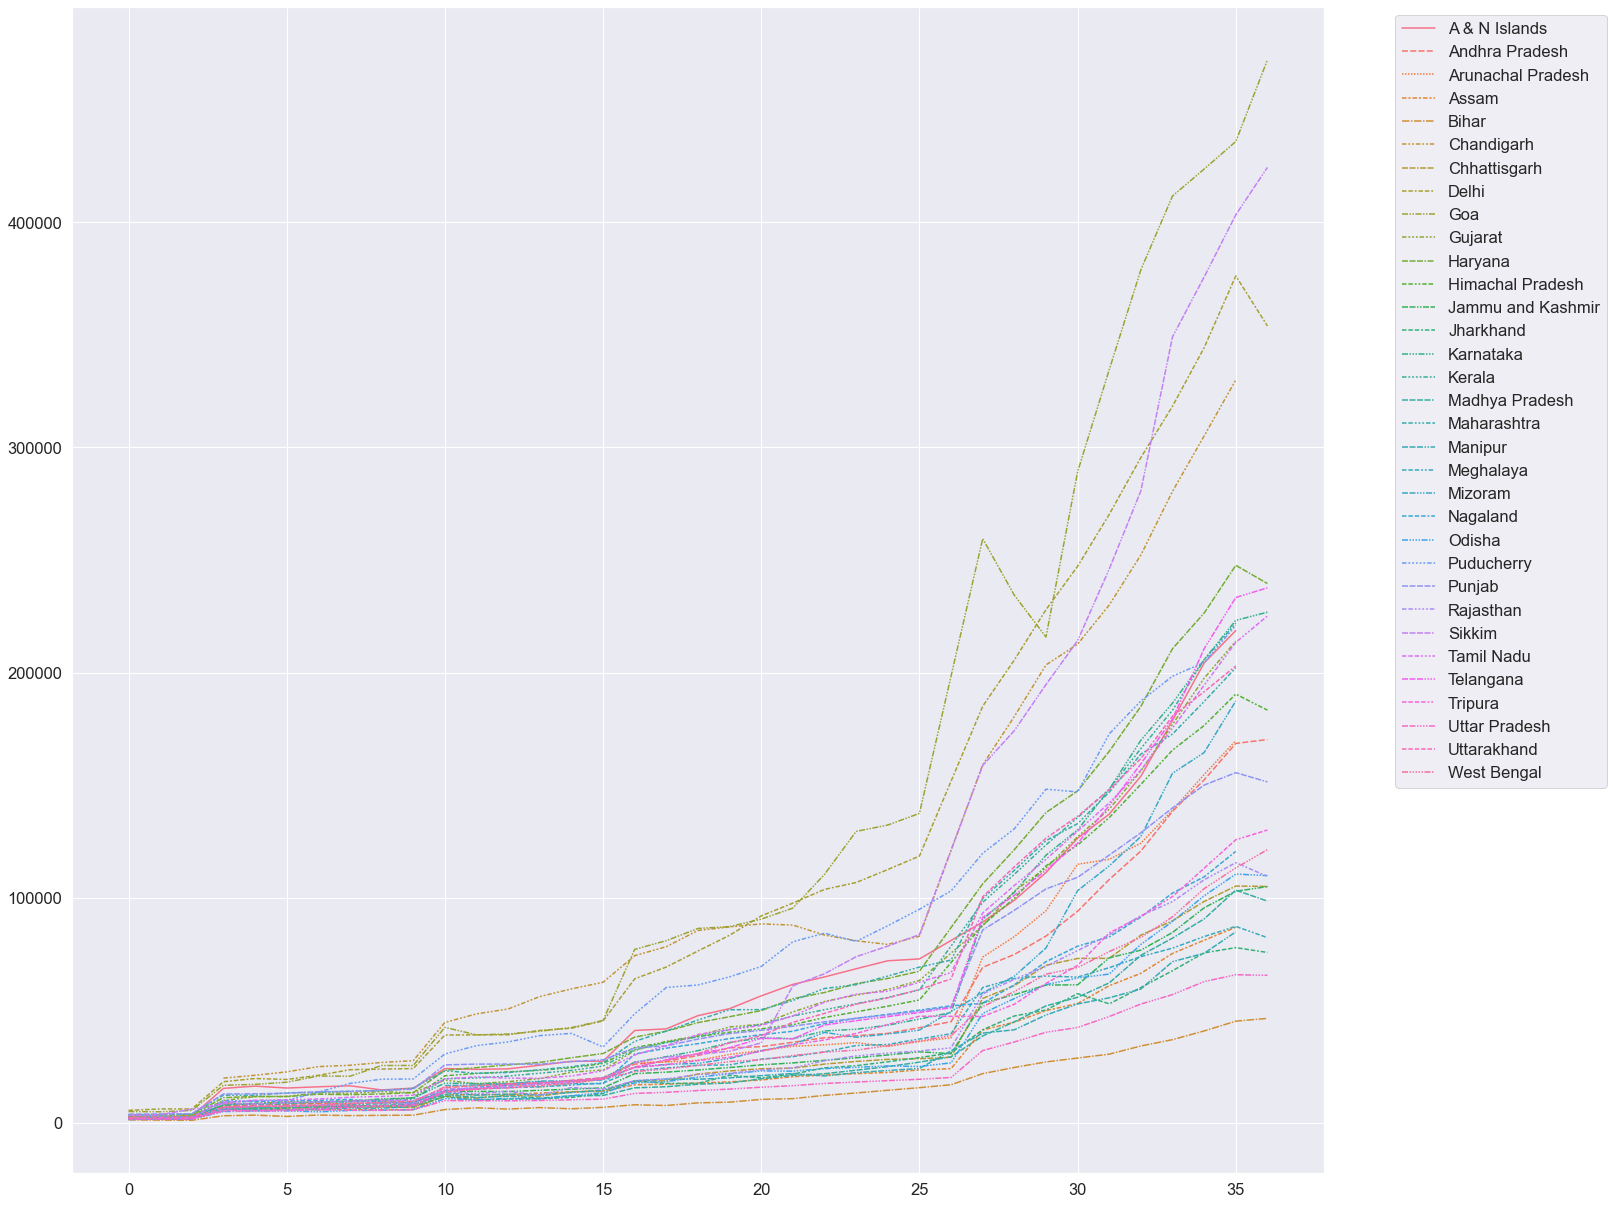 400000
300000
200000
100000
0
0 5 10 15 20 25 30 35
A & N Islands
Andhra Pradesh
Arunachal Pradesh
Assam
Bihar
Chandigarh
Chhattisgarh
Delhi
Goa
Gujarat
Haryana
Himachal Pradesh
Jammu and Kashmir
Jharkhand
Karnataka
Kerala
Madhya Pradesh
Maharashtra
Manipur
Meghalaya
Mizoram
Nagaland
Odisha
Puducherry
Punjab
Rajasthan
Sikkim
Tamil Nadu
Telangana
Tripura
Uttar Pradesh
Uttarakhand
West Bengal